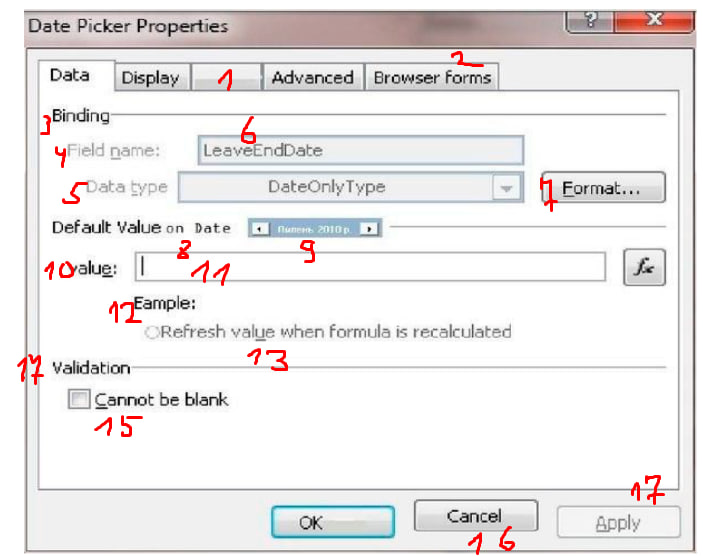 Date Picker Properties ? X
2
Data Display 1 Advanced Browser forms
3 Binding
6
4 Field name: LeaveEndDate
5 Data type DateOnlyType 7 Format...
Default Value on Date Липень 2010 р.
8 9
10 value: fx
11
12 Eample:
Refresh value when formula is recalculated
13
14 Validation
Cannot be blank
15
17
OK Cancel Apply
16